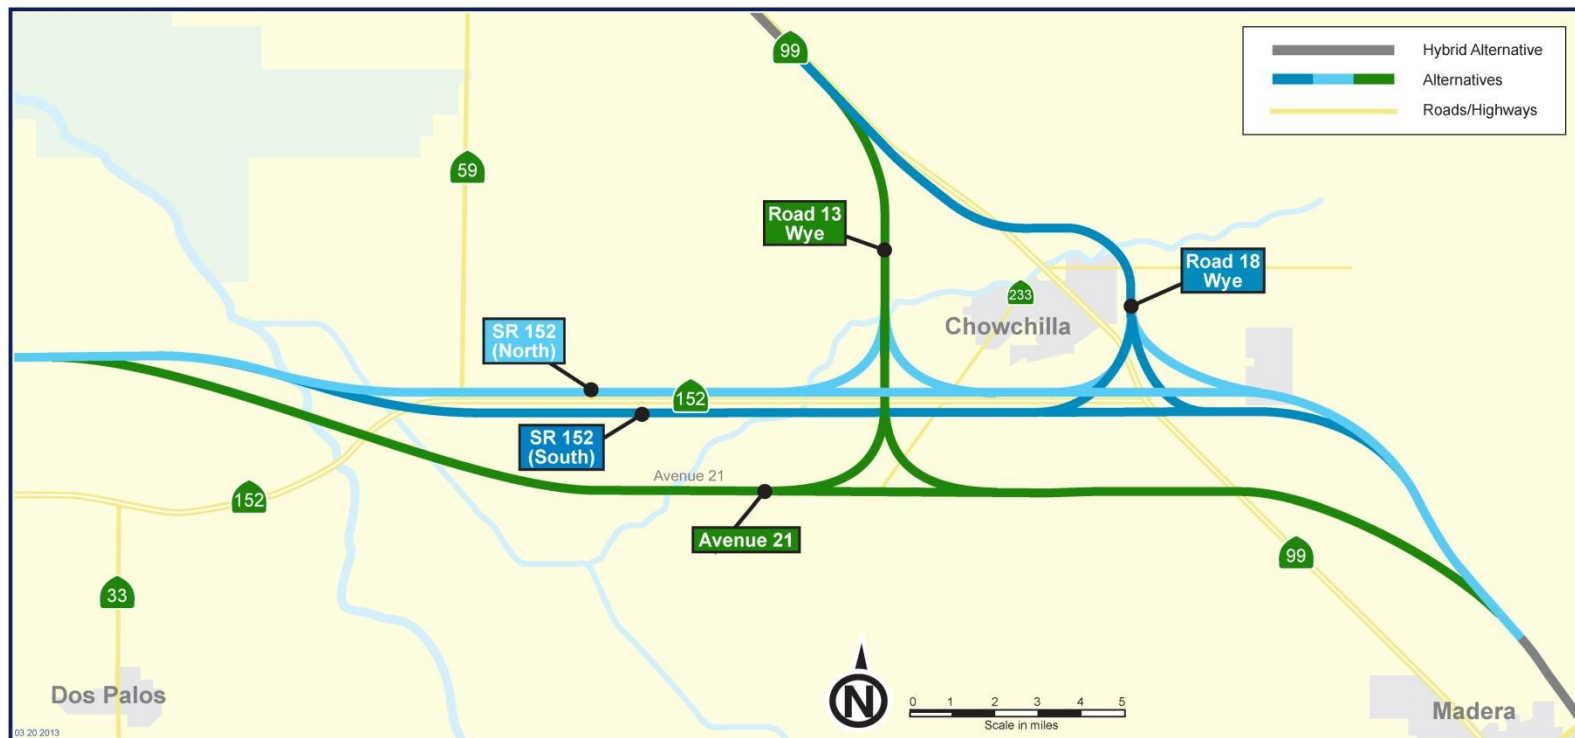 99
Hybrid Alternative
Alternatives
Roads/Highways
59
Road 13
Wye
Road 18
Wye
233
Chowchilla
SR 152
(North)
152
SR 152
(South)
Avenue 21
152
Avenue 21
99
33
Dos Palos
N
0 1 2 3 4 5
Scale in miles
Madera
03 20 2013